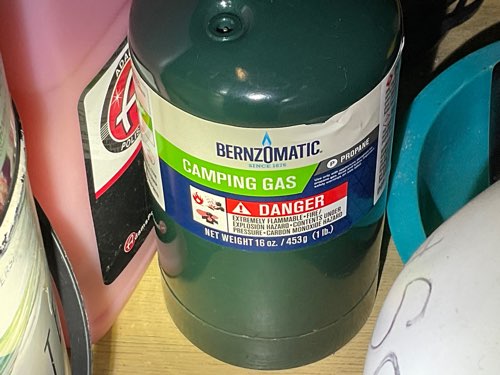 BERNZOMATIC
SINCE 1876
CAMPING GAS
P PROPANE
DANGER
EXTREMELY FLAMMABLE • FIRE/
EXPLOSION HAZARD • CONTENTS UNDER
PRESSURE • CARBON MONOXIDE HAZARD
NET WEIGHT 16 oz. / 453g (1 lb.)